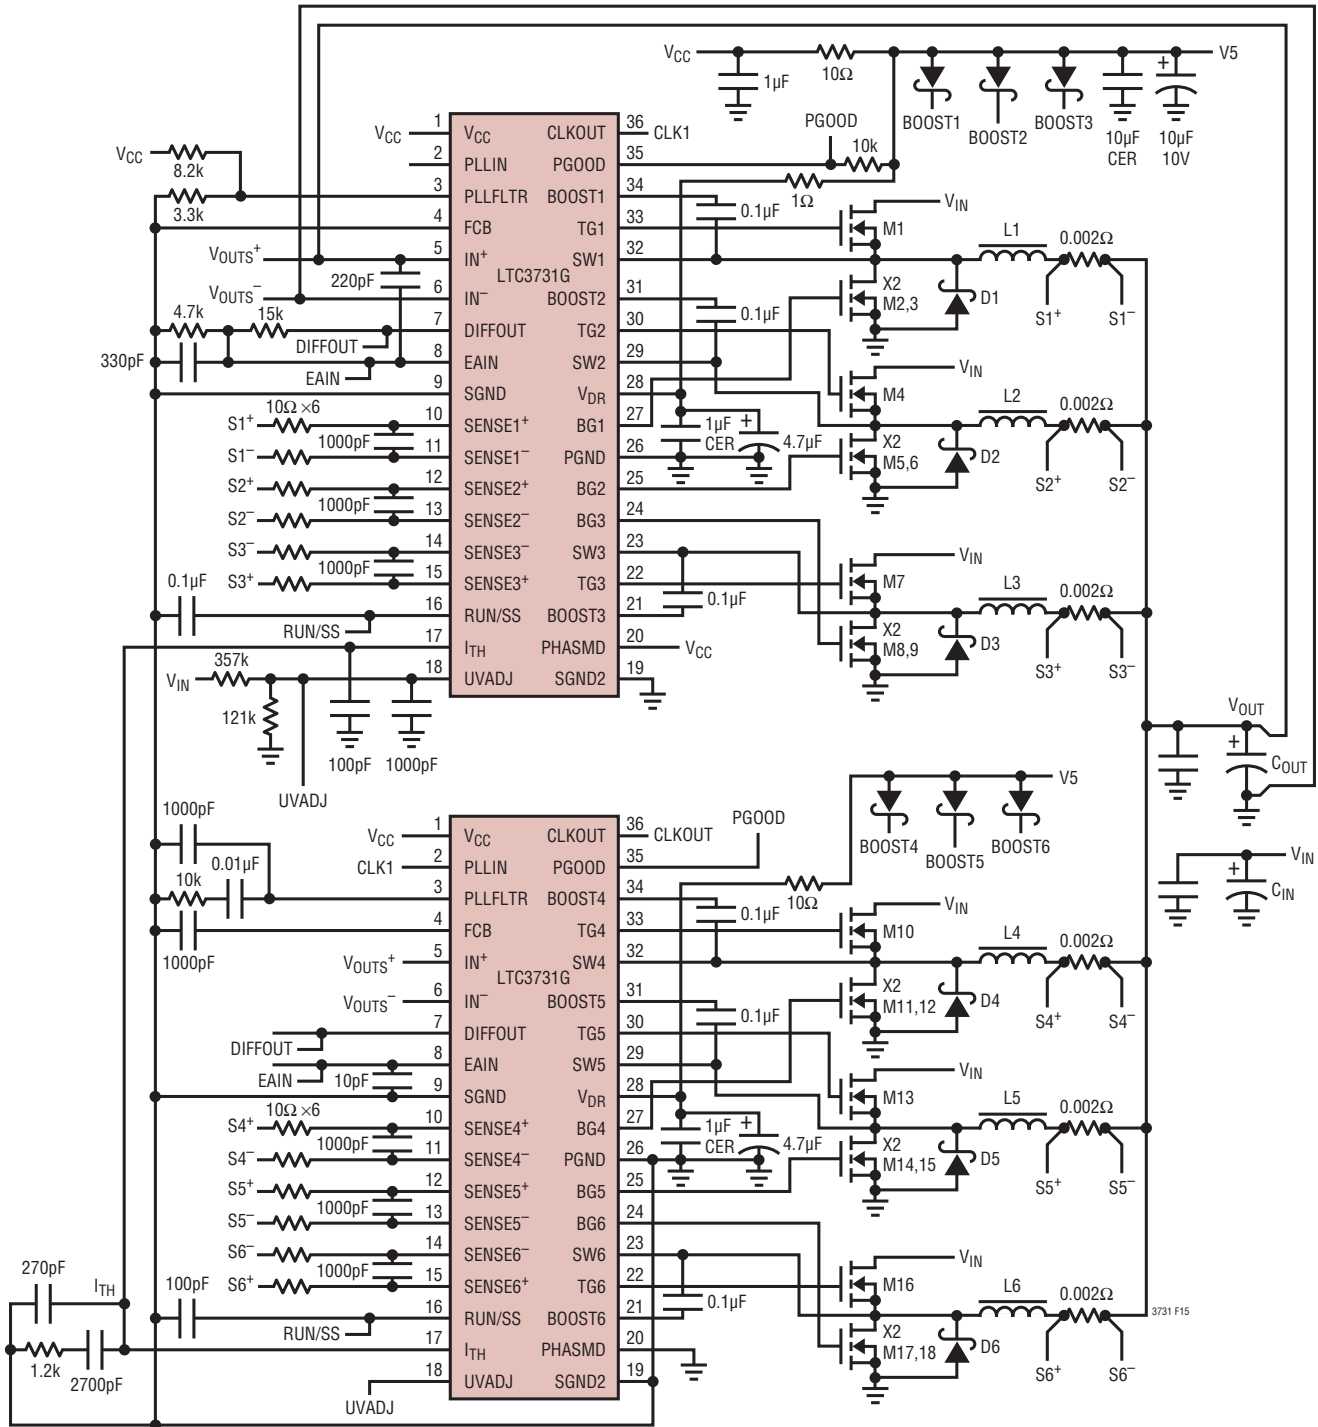 VCC
1µF
10Ω
V5
BOOST1
BOOST2
BOOST3
10µF
CER
10µF
10V
+
PGOOD
10k
1Ω
VCC
8.2k
3.3k
VCC
VOUTS+
VOUTS−
220pF
4.7k
15k
DIFFOUT
330pF
EAIN
LTC3731G
1 VCC
2 PLLIN
3 PLLFLTR
4 FCB
5 IN+
6 IN−
7 DIFFOUT
8 EAIN
9 SGND
10 SENSE1+
11 SENSE1−
12 SENSE2+
13 SENSE2−
14 SENSE3−
15 SENSE3+
16 RUN/SS
17 ITH
18 UVADJ
CLKOUT 36 CLK1
PGOOD 35
BOOST1 34
TG1 33
SW1 32
BOOST2 31
TG2 30
SW2 29
VDR 28
BG1 27
PGND 26
BG2 25
BG3 24
SW3 23
TG3 22
BOOST3 21
PHASMD 20 VCC
SGND2 19
S1+ 10Ω ×6
S1− 1000pF
S2+
S2− 1000pF
S3−
S3+ 1000pF
0.1µF
RUN/SS
VIN 357k
121k
100pF
1000pF
UVADJ
0.1µF
0.1µF
1µF
CER
+
4.7µF
0.1µF
VIN
M1
X2
M2,3
D1
L1
0.002Ω
S1+
S1−
VIN
M4
X2
M5,6
D2
L2
0.002Ω
S2+
S2−
VIN
M7
X2
M8,9
D3
L3
0.002Ω
S3+
S3−
VOUT
+
COUT
VIN
+
CIN
V5
BOOST4
BOOST5
BOOST6
PGOOD
10Ω
1000pF
0.01µF
10k
1000pF
VCC
CLK1
VOUTS+
VOUTS−
DIFFOUT
EAIN
10pF
LTC3731G
1 VCC
2 PLLIN
3 PLLFLTR
4 FCB
5 IN+
6 IN−
7 DIFFOUT
8 EAIN
9 SGND
10 SENSE4+
11 SENSE4−
12 SENSE5+
13 SENSE5−
14 SENSE6−
15 SENSE6+
16 RUN/SS
17 ITH
18 UVADJ
CLKOUT 36 CLKOUT
PGOOD 35
BOOST4 34
TG4 33
SW4 32
BOOST5 31
TG5 30
SW5 29
VDR 28
BG4 27
PGND 26
BG5 25
BG6 24
SW6 23
TG6 22
BOOST6 21
PHASMD 20
SGND2 19
S4+ 10Ω ×6
S4− 1000pF
S5+
S5− 1000pF
S6−
S6+ 1000pF
270pF
ITH
100pF
RUN/SS
1.2k
2700pF
UVADJ
0.1µF
0.1µF
1µF
CER
+
4.7µF
0.1µF
VIN
M10
X2
M11,12
D4
L4
0.002Ω
S4+
S4−
VIN
M13
X2
M14,15
D5
L5
0.002Ω
S5+
S5−
VIN
M16
X2
M17,18
D6
L6
0.002Ω
S6+
S6−
3731 F15